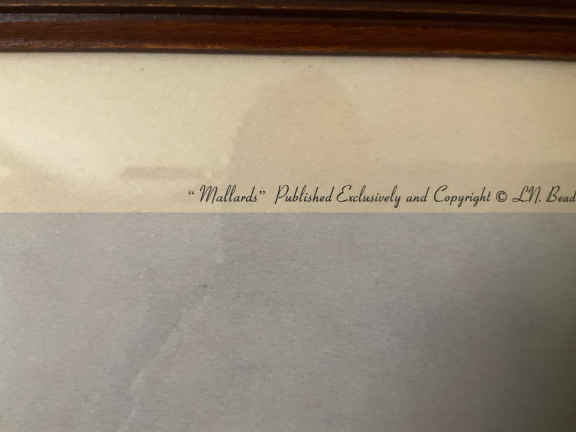 “Mallards” Published Exclusively and Copyright © L.N. Bead